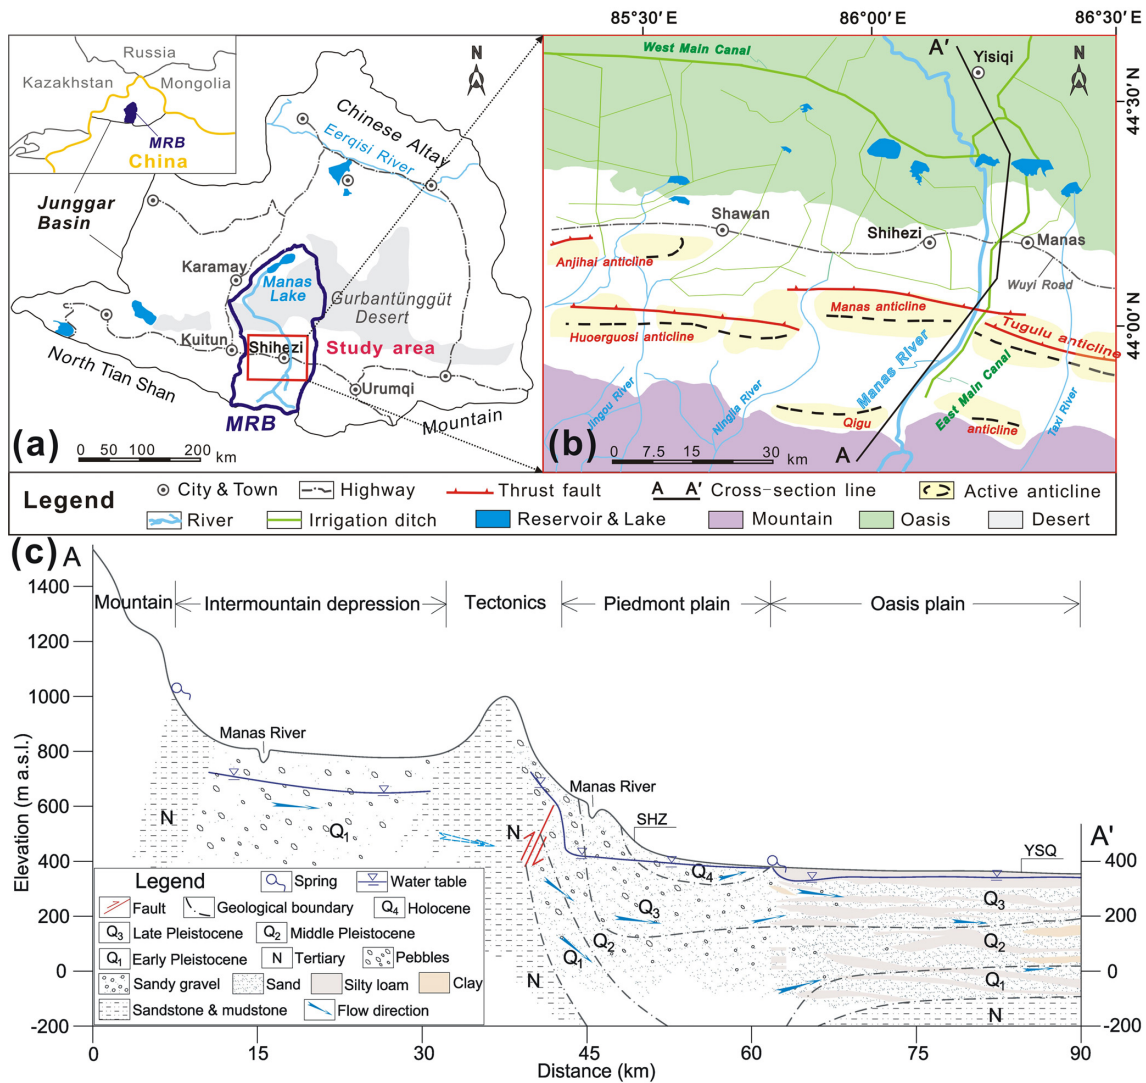 85°30′ E
86°00′ E
86°30′ E
Russia
Kazakhstan
Mongolia
MRB
China
N
Chinese Altay
Eerqisi River
Junggar
Basin
Karamay
Manas
Lake
Gurbantünggüt
Desert
Kuitun
Shihezi
Study area
North Tian Shan
Urumqi
MRB
Mountain
(a)
0 50 100 200 km
West Main Canal
A′
Yisiqi
N
44°30′ E
Shawan
Shihezi
Manas
Anjihai anticline
Wuyi Road
Manas anticline
Huoerguosi anticline
Tugulu anticline
44°00′ E
Manas River
East Main Canal
Jingou River
Ningjia River
Qigu
anticline
Taxi River
(b)
A
0 7.5 15 30 km
Legend
City & Town
Highway
Thrust fault
A A′ Cross-section line
Active anticline
River
Irrigation ditch
Reservoir & Lake
Mountain
Oasis
Desert
(c) A
Mountain
Intermountain depression
Tectonics
Piedmont plain
Oasis plain
Elevation (m a.s.l.)
1400
1200
1000
800
600
400
200
0
-200
Manas River
Manas River
SHZ
YSQ
A′
400
200
0
-200
N
Q1
N
Q4
Q3
Q3
Q2
Q2
Q1
Q1
N
N
Legend
Spring
Water table
Fault
Geological boundary
Q4 Holocene
Q3 Late Pleistocene
Q2 Middle Pleistocene
Q1 Early Pleistocene
N Tertiary
Pebbles
Sandy gravel
Sand
Silty loam
Clay
Sandstone & mudstone
Flow direction
0 15 30 45 60 75 90
Distance (km)